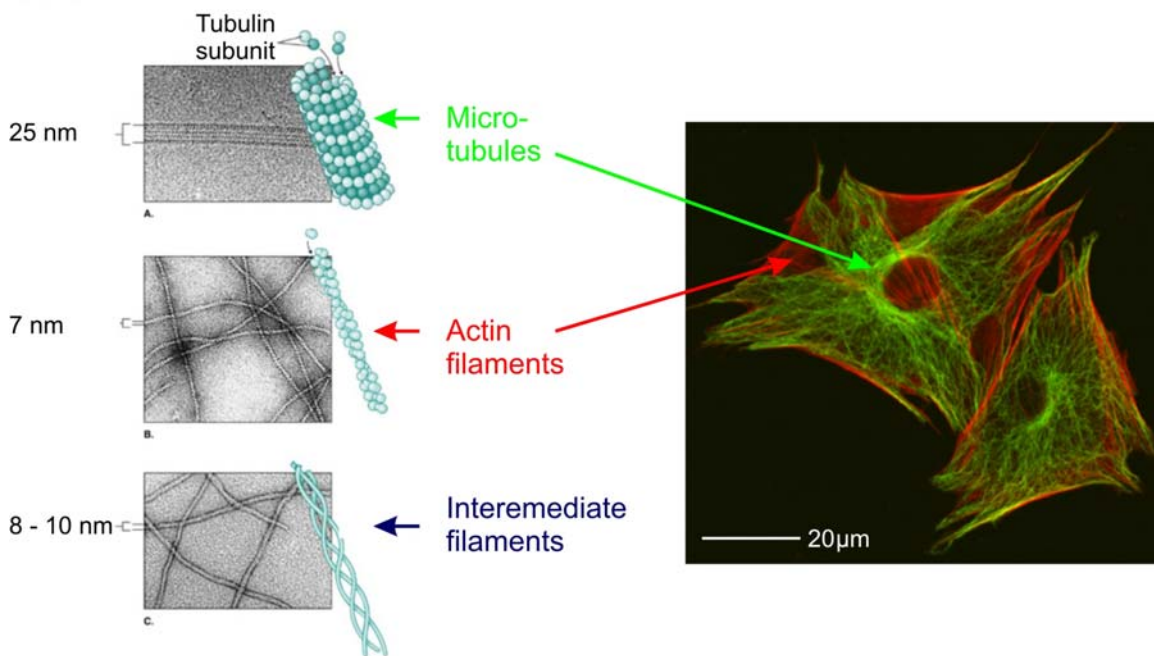 Tubulin
subunit
25 nm
Micro-
tubules
A.
7 nm
Actin
filaments
B.
8 - 10 nm
Interemediate
filaments
C.
20µm